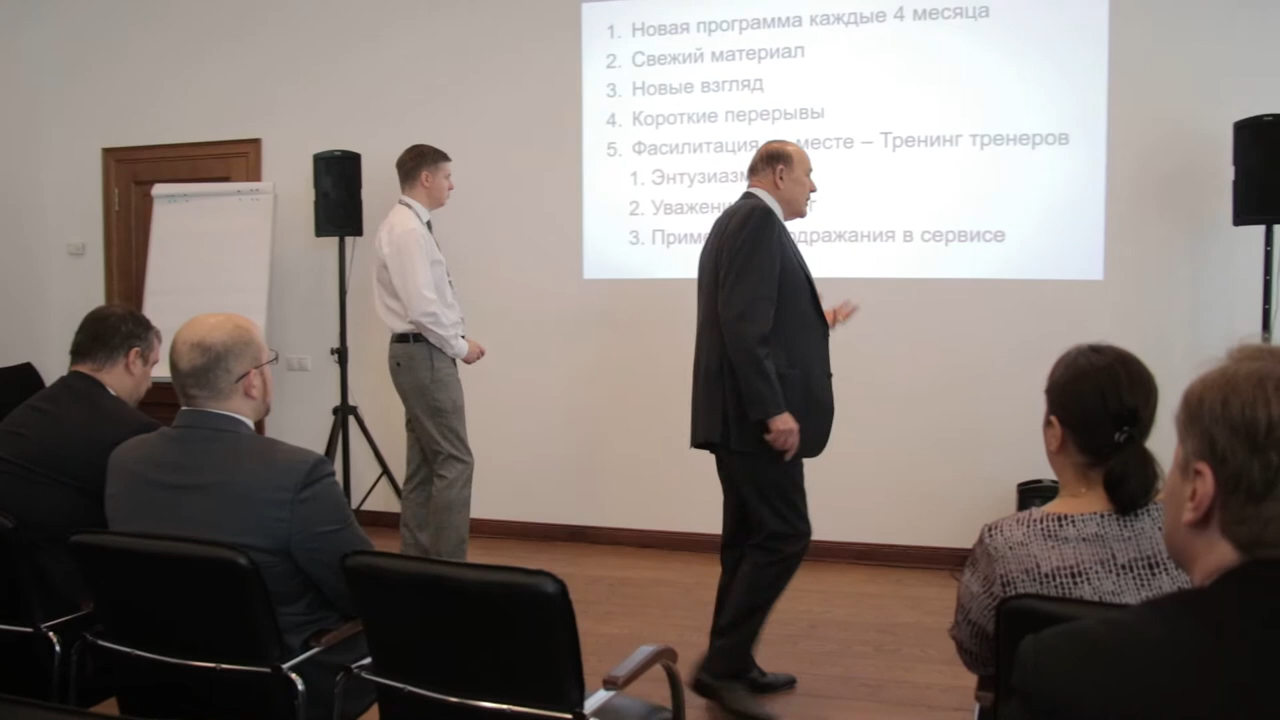 1. Новая программа каждые 4 месяца
2. Свежий материал
3. Новые взгляд
4. Короткие перерывы
5. Фасилитация месте – Тренинг тренеров
1.
2.
3. одражания в сервисе